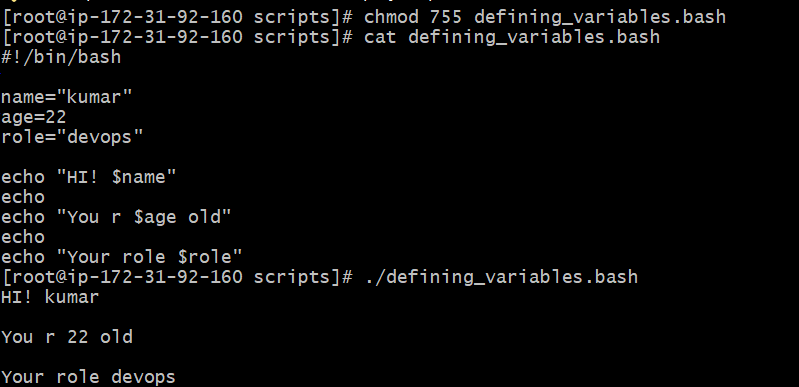 [root@ip-172-31-92-160 scripts]# chmod 755 defining_variables.bash
[root@ip-172-31-92-160 scripts]# cat defining_variables.bash
#!/bin/bash
name="kumar"
age=22
role="devops"
echo "HI! $name"
echo
echo "You r $age old"
echo
echo "Your role $role"
[root@ip-172-31-92-160 scripts]# ./defining_variables.bash
HI! kumar
You r 22 old
Your role devops